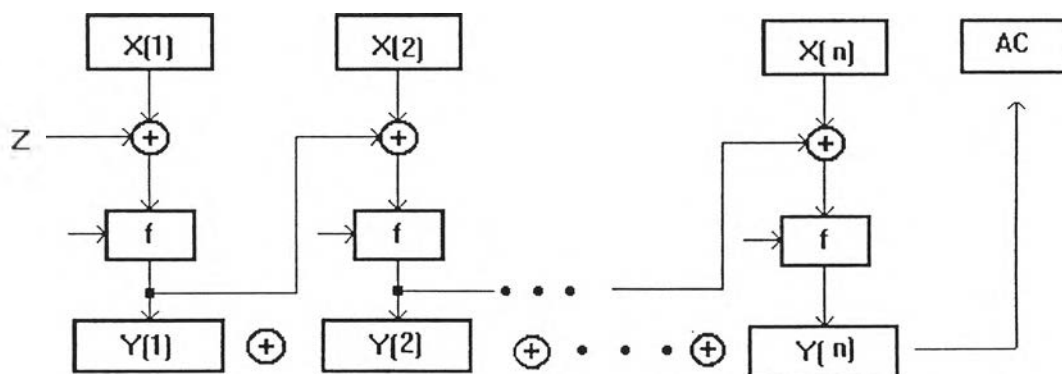 X(1) X(2) X(n) AC
Z + + +
f f f
Y(1) + Y(2) + • • • + Y(n)